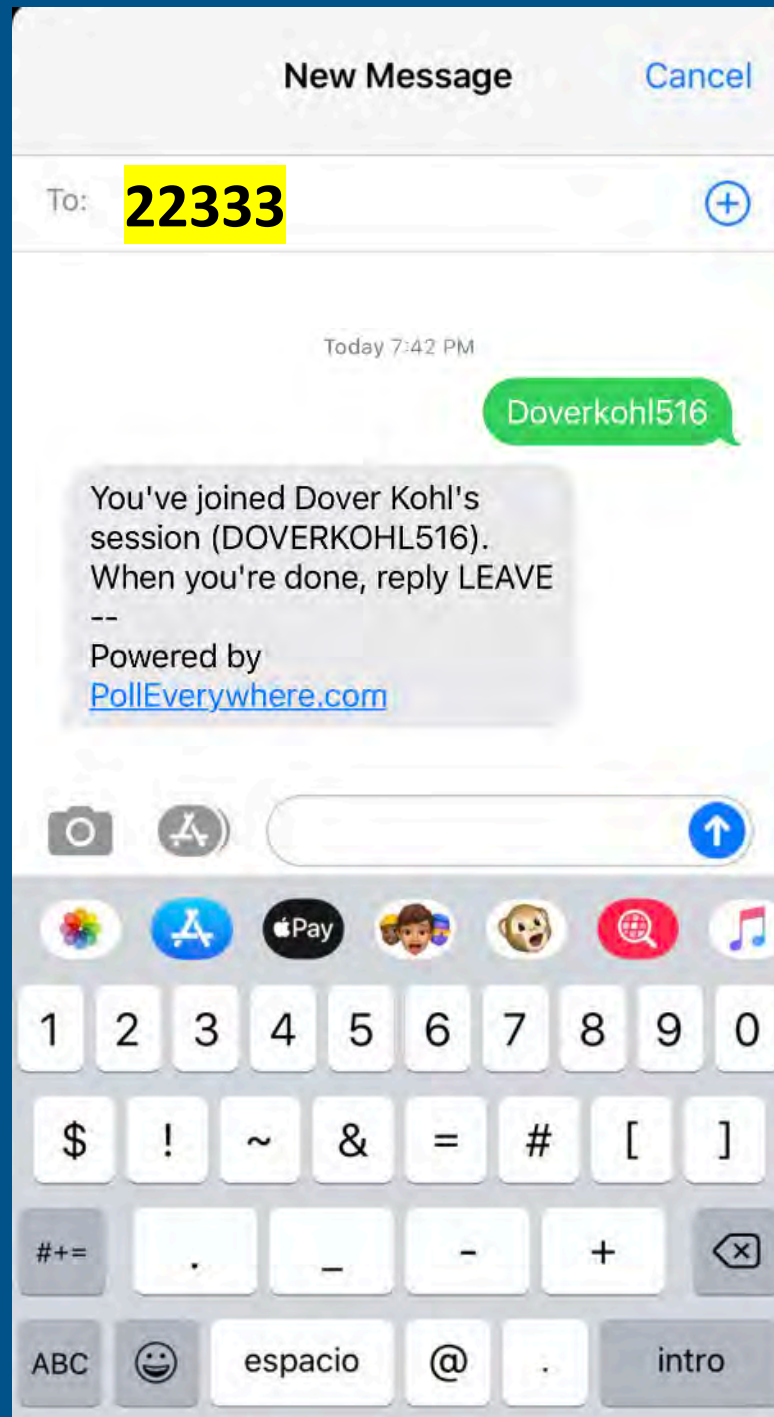 New Message Cancel
To: 22333
Today 7:42 PM
Doverkohl516
You've joined Dover Kohl's
session (DOVERKOHL516).
When you're done, reply LEAVE
--
Powered by
PollEverywhere.com
Pay
1 2 3 4 5 6 7 8 9 0
$ ! ~ & = # [ ]
#+= . _ - +
ABC espacio @ . intro